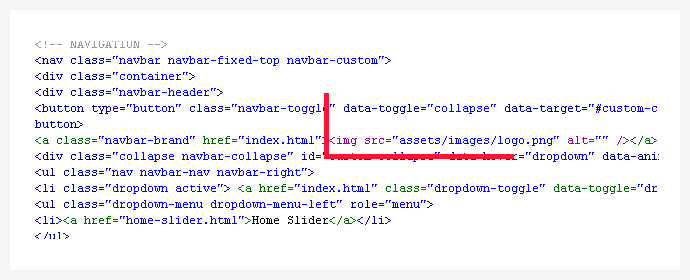 <!-- NAVIGATION -->
<nav class="navbar navbar-fixed-top navbar-custom">
<div class="container">
<div class="navbar-header">
<button type="button" class="navbar-toggle" data-toggle="collapse" data-target="#custom-c
button>
<a class="navbar-brand" href="index.html"><img src="assets/images/logo.png" alt="" /></a>
<div class="collapse navbar-collapse" id="custom-collapse" data-hover="dropdown" data-ani
<ul class="nav navbar-nav navbar-right">
<li class="dropdown active"> <a href="index.html" class="dropdown-toggle" data-toggle="dr
<ul class="dropdown-menu dropdown-menu-left" role="menu">
<li><a href="home-slider.html">Home Slider</a></li>
</ul>